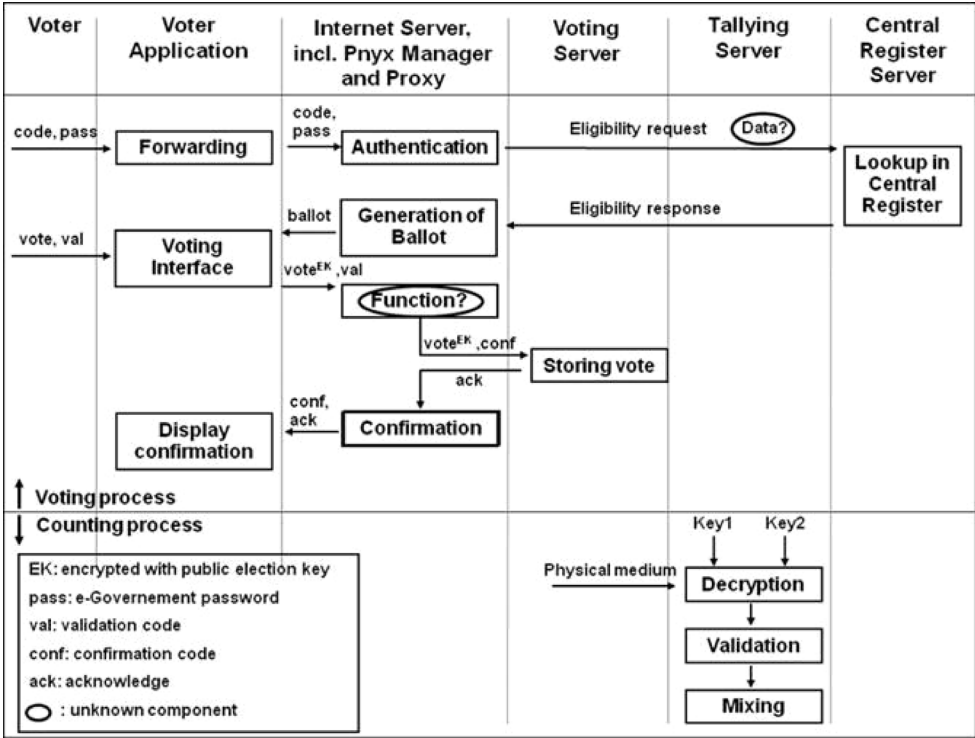 Voter
Voter
Application
Internet Server,
incl. Pnyx Manager
and Proxy
Voting
Server
Tallying
Server
Central
Register
Server
code, pass
Forwarding
code,
pass
Authentication
Eligibility request
Data?
Lookup in
Central
Register
ballot
Generation of
Ballot
Eligibility response
vote, val
Voting
Interface
vote^EK ,val
Function?
vote^EK ,conf
Storing vote
ack
conf,
ack
Confirmation
Display
confirmation
Voting process
Counting process
Key1
Key2
EK: encrypted with public election key
pass: e-Governement password
val: validation code
conf: confirmation code
ack: acknowledge
: unknown component
Physical medium
Decryption
Validation
Mixing